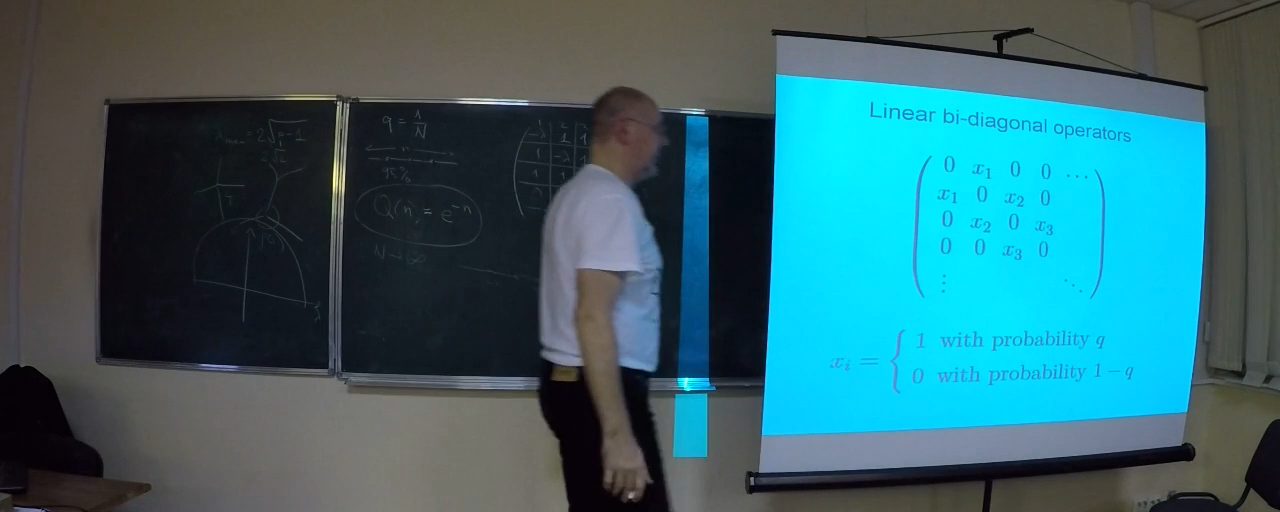 q = 1/N
95%
Q(n) = e^{-n}
N→∞
Linear bi-diagonal operators
0 x₁ 0 0 ⋯
x₁ 0 x₂ 0
0 x₂ 0 x₃
0 0 x₃ 0
⋮ ⋱
xᵢ = { 1 with probability q
0 with probability 1 − q